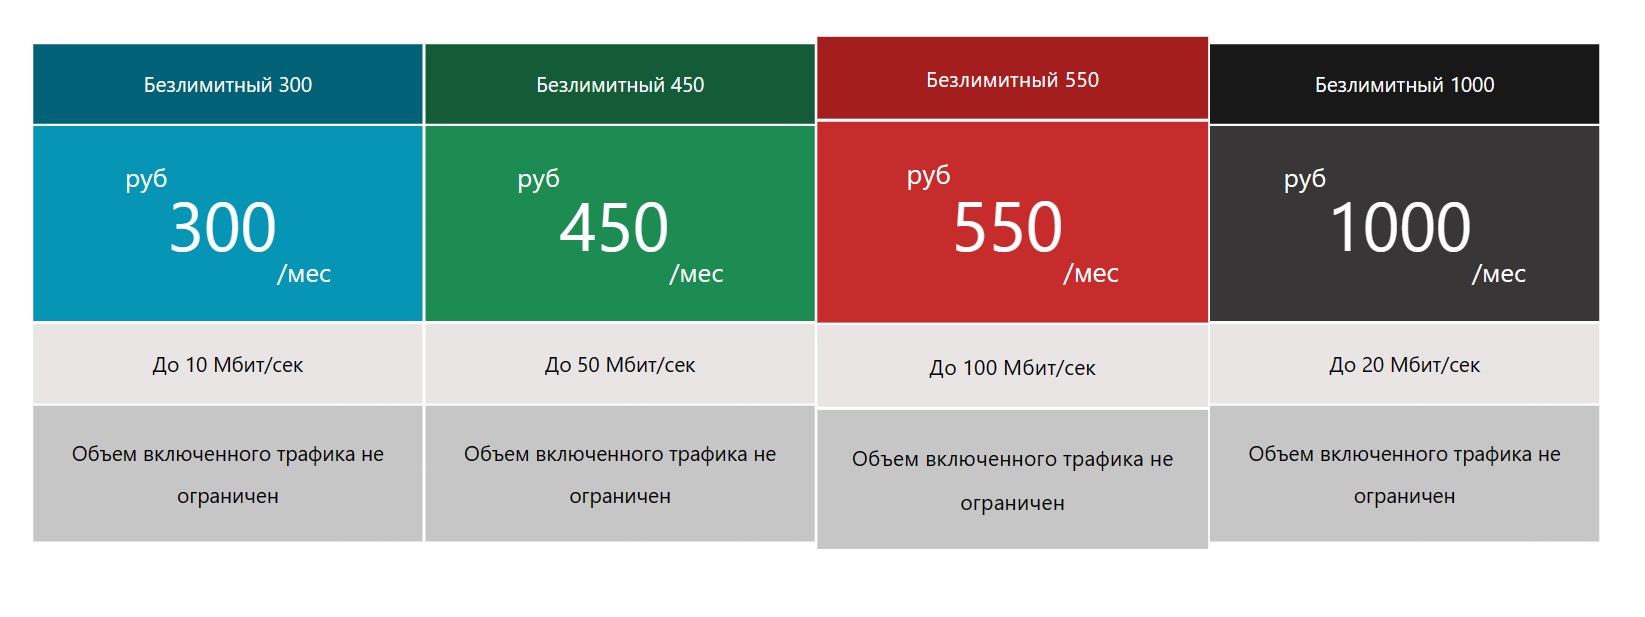 Безлимитный 300
руб
300
/мес
До 10 Мбит/сек
Объем включенного трафика не
ограничен
Безлимитный 450
руб
450
/мес
До 50 Мбит/сек
Объем включенного трафика не
ограничен
Безлимитный 550
руб
550
/мес
До 100 Мбит/сек
Объем включенного трафика не
ограничен
Безлимитный 1000
руб
1000
/мес
До 20 Мбит/сек
Объем включенного трафика не
ограничен